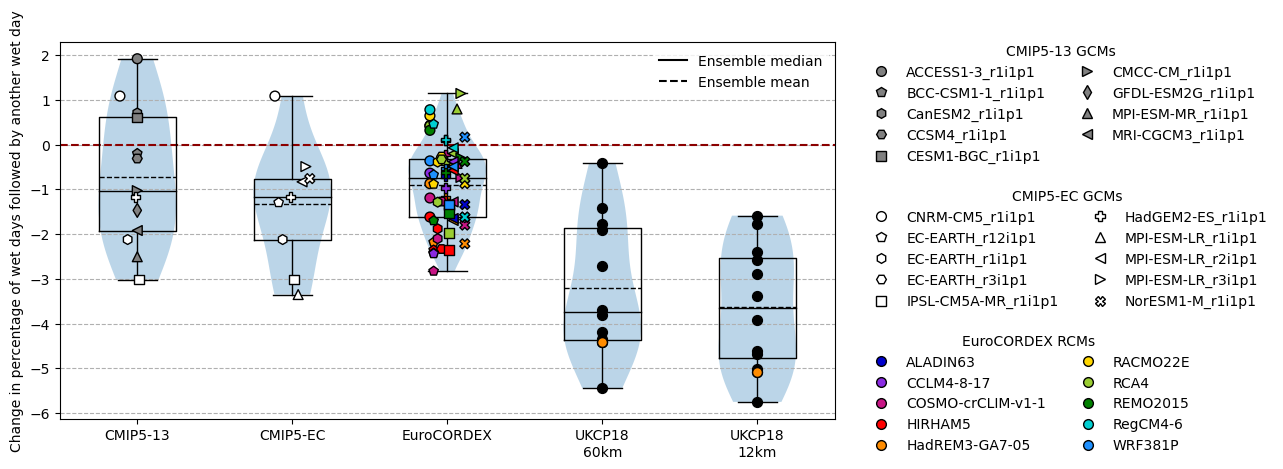 Change in percentage of wet days followed by another wet day
2
1
0
−1
−2
−3
−4
−5
−6
Ensemble median
Ensemble mean
CMIP5-13
CMIP5-EC
EuroCORDEX
UKCP18
60km
UKCP18
12km
CMIP5-13 GCMs
ACCESS1-3_r1i1p1
BCC-CSM1-1_r1i1p1
CanESM2_r1i1p1
CCSM4_r1i1p1
CESM1-BGC_r1i1p1
CMCC-CM_r1i1p1
GFDL-ESM2G_r1i1p1
MPI-ESM-MR_r1i1p1
MRI-CGCM3_r1i1p1
CMIP5-EC GCMs
CNRM-CM5_r1i1p1
EC-EARTH_r12i1p1
EC-EARTH_r1i1p1
EC-EARTH_r3i1p1
IPSL-CM5A-MR_r1i1p1
HadGEM2-ES_r1i1p1
MPI-ESM-LR_r1i1p1
MPI-ESM-LR_r2i1p1
MPI-ESM-LR_r3i1p1
NorESM1-M_r1i1p1
EuroCORDEX RCMs
ALADIN63
CCLM4-8-17
COSMO-crCLIM-v1-1
HIRHAM5
HadREM3-GA7-05
RACMO22E
RCA4
REMO2015
RegCM4-6
WRF381P